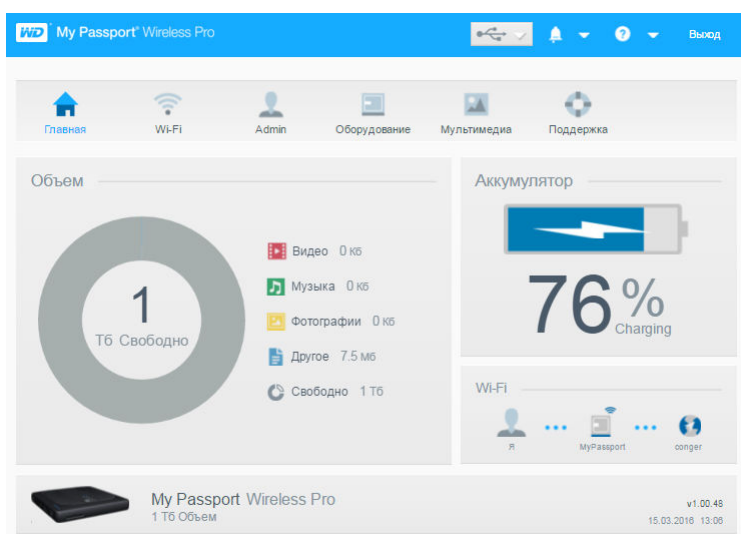 WD My Passport® Wireless Pro
Выход
Главная Wi-Fi Admin Оборудование Мультимедиа Поддержка
Объем
1
Тб Свободно
Видео 0 Кб
Музыка 0 Кб
Фотографии 0 Кб
Другое 7.5 Мб
Свободно 1 Тб
Аккумулятор
76 %
Charging
Wi-Fi
Я MyPassport conger
My Passport Wireless Pro
1 Тб Объем
v1.00.48
15.03.2016 13:06